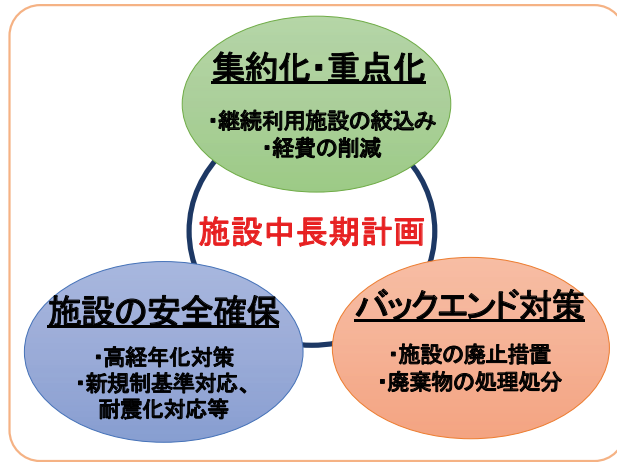 集約化・重点化
・継続利用施設の絞込み
・経費の削減
施設中長期計画
施設の安全確保
・高経年化対策
・新規制基準対応、
耐震化対応等
バックエンド対策
・施設の廃止措置
・廃棄物の処理処分